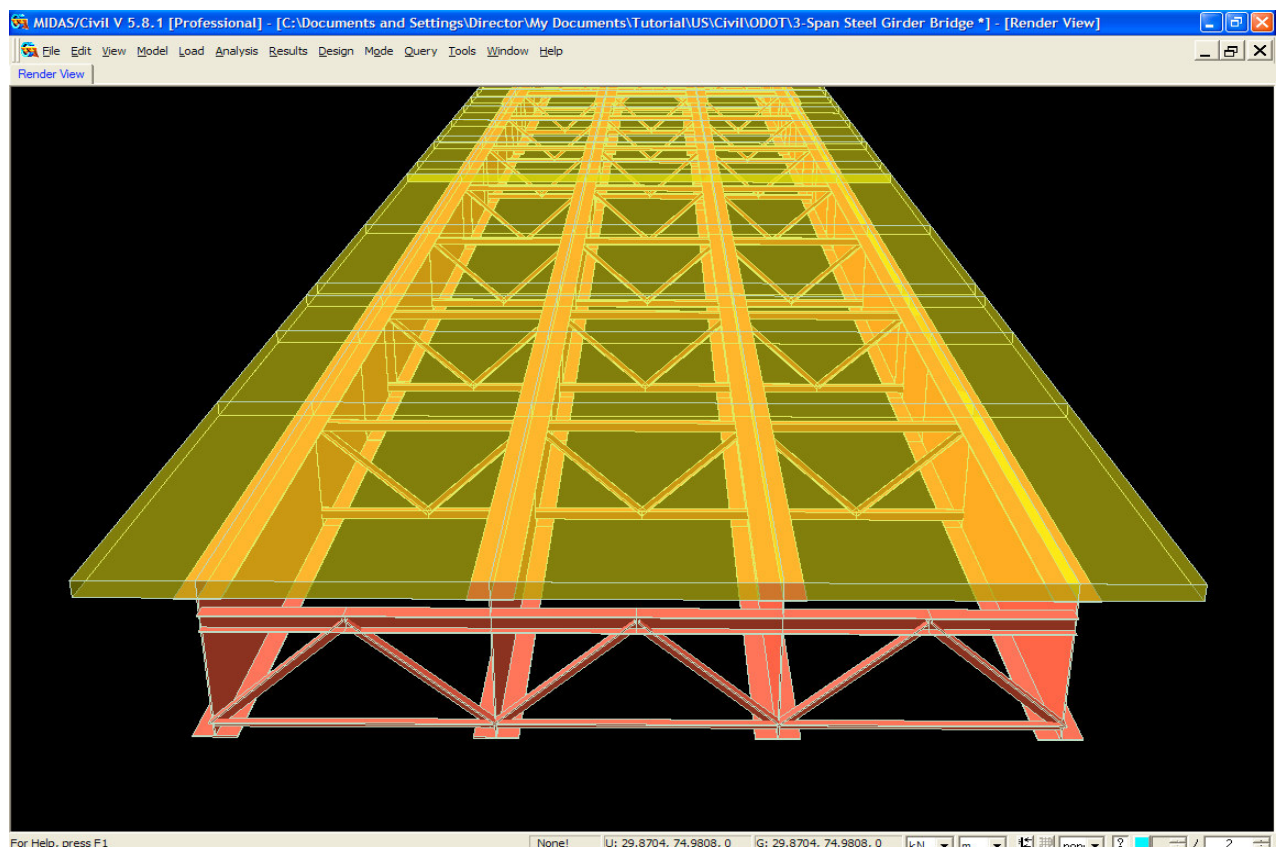 MIDAS/Civil V 5.8.1 [Professional] - [C:\Documents and Settings\Director\My Documents\Tutorial\US\Civil\ODOT\3-Span Steel Girder Bridge *] - [Render View]
File Edit View Model Load Analysis Results Design Mode Query Tools Window Help
Render View
For Help, press F1 None! U: 29.8704, 74.9808, 0 G: 29.8704, 74.9808, 0 kN m non ? / 2